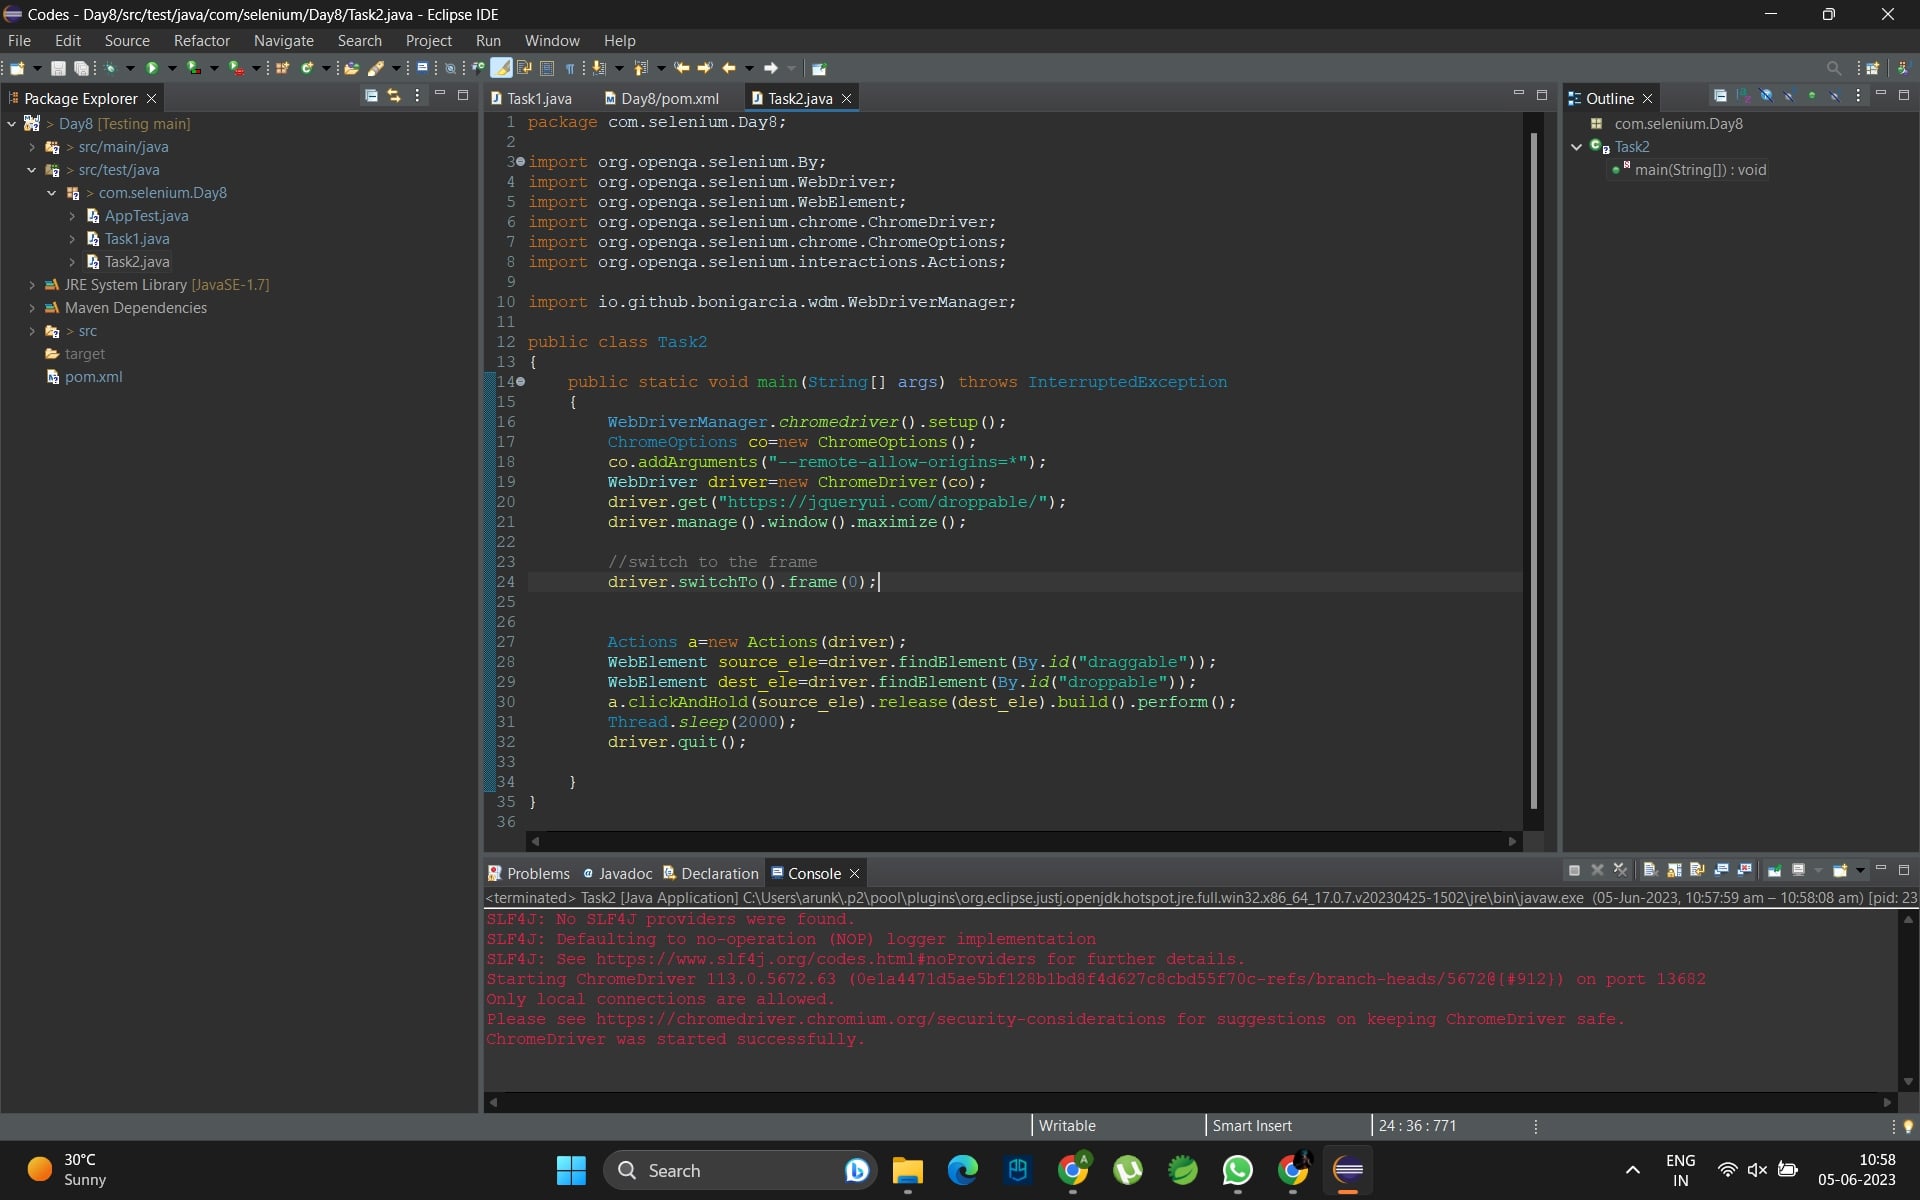 Codes - Day8/src/test/java/com/selenium/Day8/Task2.java - Eclipse IDE
File Edit Source Refactor Navigate Search Project Run Window Help
Package Explorer
Day8 [Testing main]
> src/main/java
> src/test/java
> com.selenium.Day8
AppTest.java
Task1.java
Task2.java
JRE System Library [JavaSE-1.7]
Maven Dependencies
> src
target
pom.xml
Task1.java Day8/pom.xml Task2.java
1 package com.selenium.Day8;
2
3 import org.openqa.selenium.By;
4 import org.openqa.selenium.WebDriver;
5 import org.openqa.selenium.WebElement;
6 import org.openqa.selenium.chrome.ChromeDriver;
7 import org.openqa.selenium.chrome.ChromeOptions;
8 import org.openqa.selenium.interactions.Actions;
9
10 import io.github.bonigarcia.wdm.WebDriverManager;
11
12 public class Task2
13 {
14 public static void main(String[] args) throws InterruptedException
15 {
16 WebDriverManager.chromedriver().setup();
17 ChromeOptions co=new ChromeOptions();
18 co.addArguments("--remote-allow-origins=*");
19 WebDriver driver=new ChromeDriver(co);
20 driver.get("https://jqueryui.com/droppable/");
21 driver.manage().window().maximize();
22
23 //switch to the frame
24 driver.switchTo().frame(0);
25
26
27 Actions a=new Actions(driver);
28 WebElement source_ele=driver.findElement(By.id("draggable"));
29 WebElement dest_ele=driver.findElement(By.id("droppable"));
30 a.clickAndHold(source_ele).release(dest_ele).build().perform();
31 Thread.sleep(2000);
32 driver.quit();
33
34 }
35 }
36
Outline
com.selenium.Day8
Task2
main(String[]) : void
Problems Javadoc Declaration Console
<terminated> Task2 [Java Application] C:\Users\arunk\.p2\pool\plugins\org.eclipse.justj.openjdk.hotspot.jre.full.win32.x86_64_17.0.7.v20230425-1502\jre\bin\javaw.exe (05-Jun-2023, 10:57:59 am – 10:58:08 am) [pid: 23
SLF4J: No SLF4J providers were found.
SLF4J: Defaulting to no-operation (NOP) logger implementation
SLF4J: See https://www.slf4j.org/codes.html#noProviders for further details.
Starting ChromeDriver 113.0.5672.63 (0e1a4471d5ae5bf128b1bd8f4d627c8cbd55f70c-refs/branch-heads/5672@{#912}) on port 13682
Only local connections are allowed.
Please see https://chromedriver.chromium.org/security-considerations for suggestions on keeping ChromeDriver safe.
ChromeDriver was started successfully.
Writable Smart Insert 24 : 36 : 771
30°C
Sunny
Search
ENG
IN
10:58
05-06-2023